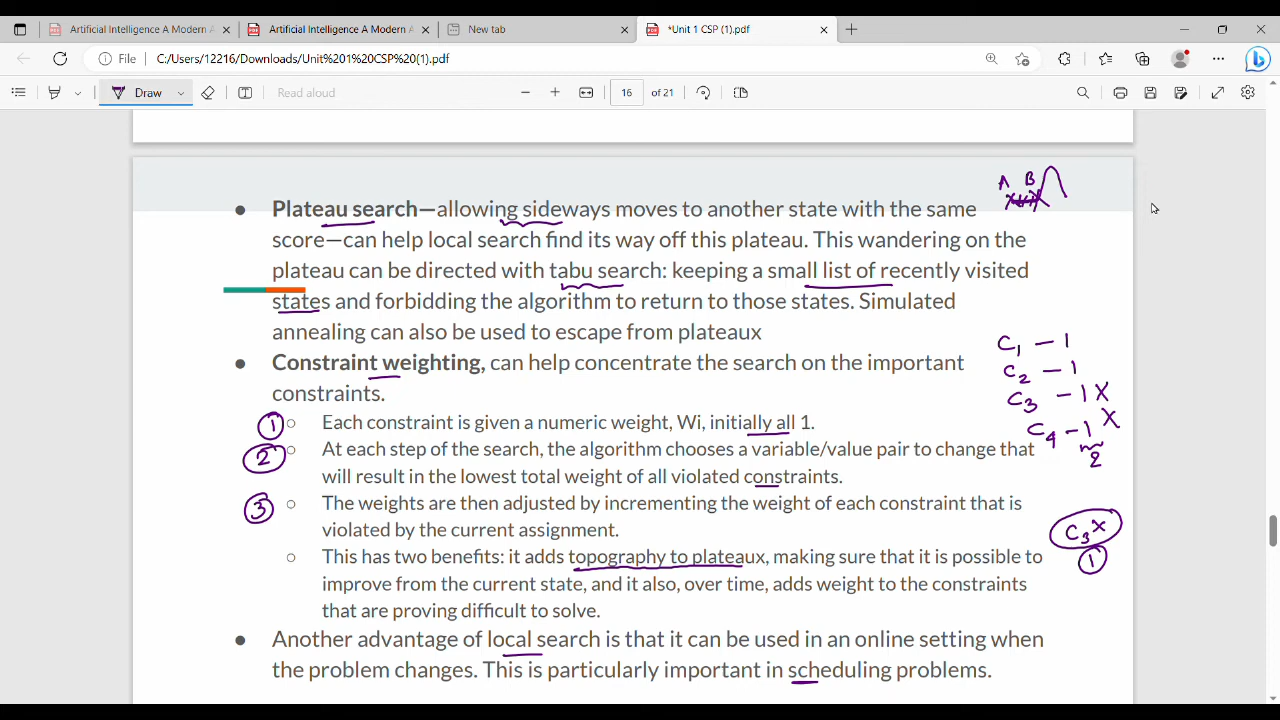 Artificial Intelligence A Modern A
Artificial Intelligence A Modern A
New tab
*Unit 1 CSP (1).pdf
File
C:/Users/12216/Downloads/Unit%201%20CSP%20(1).pdf
Draw
Read aloud
16
of 21
A B
Plateau search—allowing sideways moves to another state with the same
score—can help local search find its way off this plateau. This wandering on the
plateau can be directed with tabu search: keeping a small list of recently visited
states and forbidding the algorithm to return to those states. Simulated
annealing can also be used to escape from plateaux
C1 — 1
Constraint weighting, can help concentrate the search on the important
C2 — 1
constraints.
C3 — 1 X
1 ○ Each constraint is given a numeric weight, Wi, initially all 1.
C4 — 1 X
2 ○ At each step of the search, the algorithm chooses a variable/value pair to change that
2
will result in the lowest total weight of all violated constraints.
3 ○ The weights are then adjusted by incrementing the weight of each constraint that is
violated by the current assignment.
C3 X
○ This has two benefits: it adds topography to plateaux, making sure that it is possible to
1
improve from the current state, and it also, over time, adds weight to the constraints
that are proving difficult to solve.
Another advantage of local search is that it can be used in an online setting when
the problem changes. This is particularly important in scheduling problems.